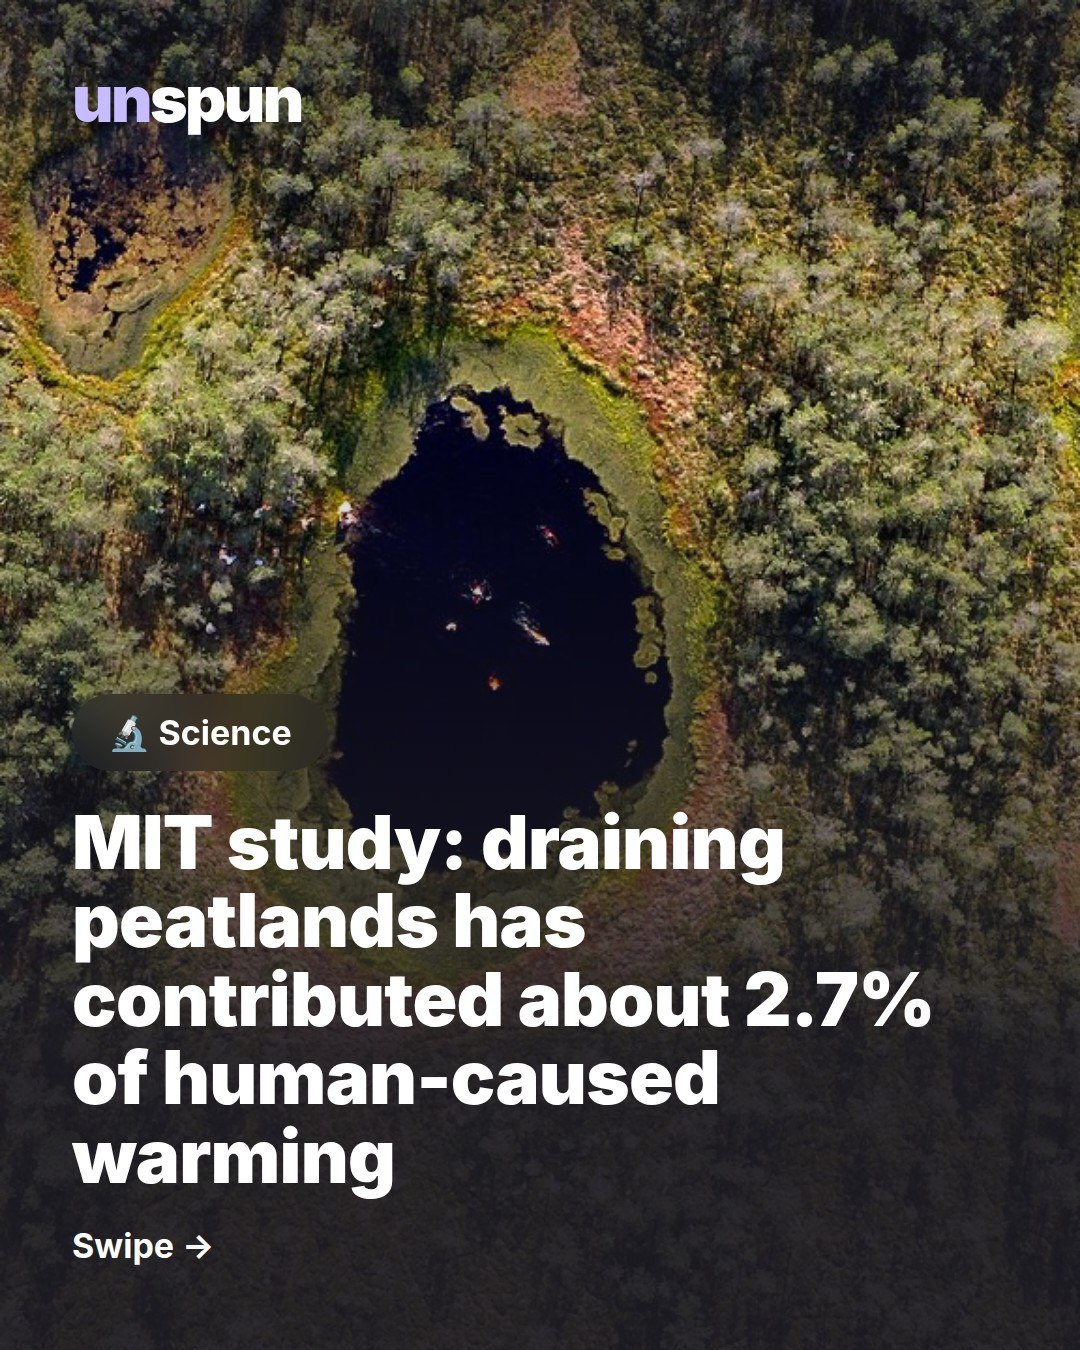 unspun
🔬 Science
MIT study: draining
peatlands has
contributed about 2.7%
of human-caused
warming
Swipe →